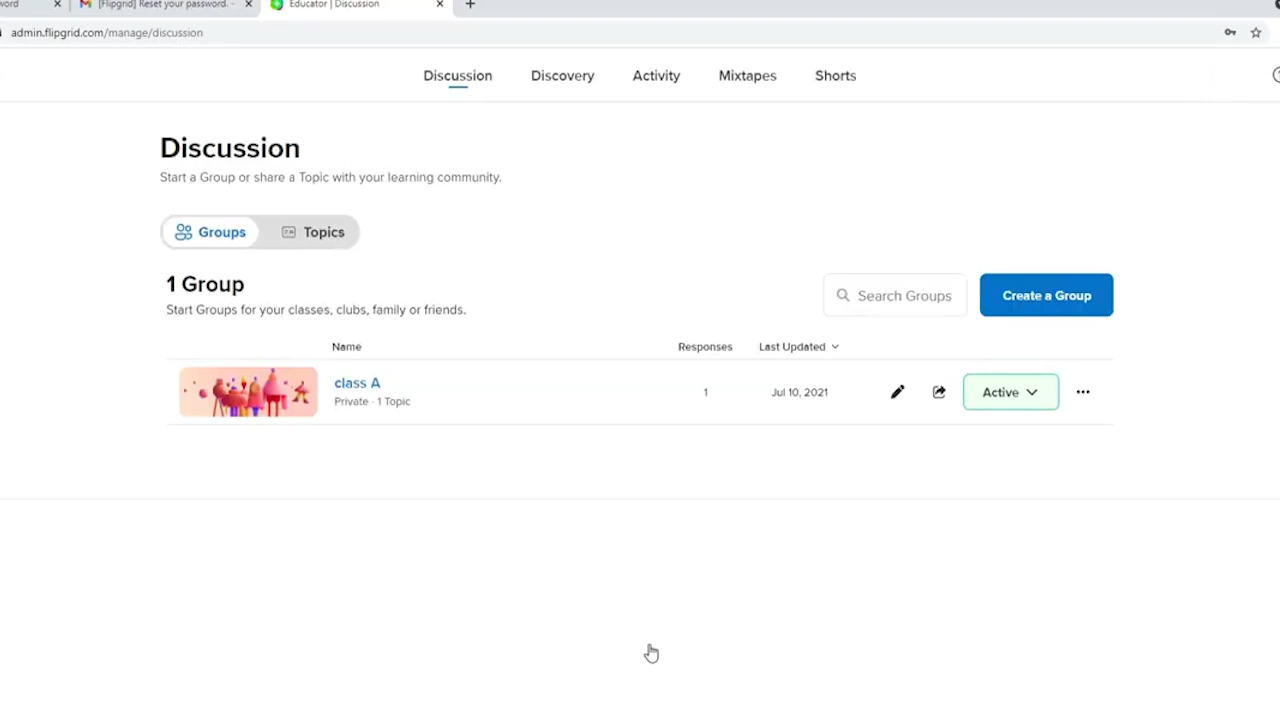 word
[Flipgrid] Reset your password. -
Educator | Discussion
admin.flipgrid.com/manage/discussion
Discussion
Discovery
Activity
Mixtapes
Shorts
Discussion
Start a Group or share a Topic with your learning community.
Groups
Topics
1 Group
Start Groups for your classes, clubs, family or friends.
Search Groups
Create a Group
Name
Responses
Last Updated
class A
Private · 1 Topic
1
Jul 10, 2021
Active